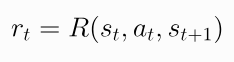 r_t = R(s_t, a_t, s_{t+1})